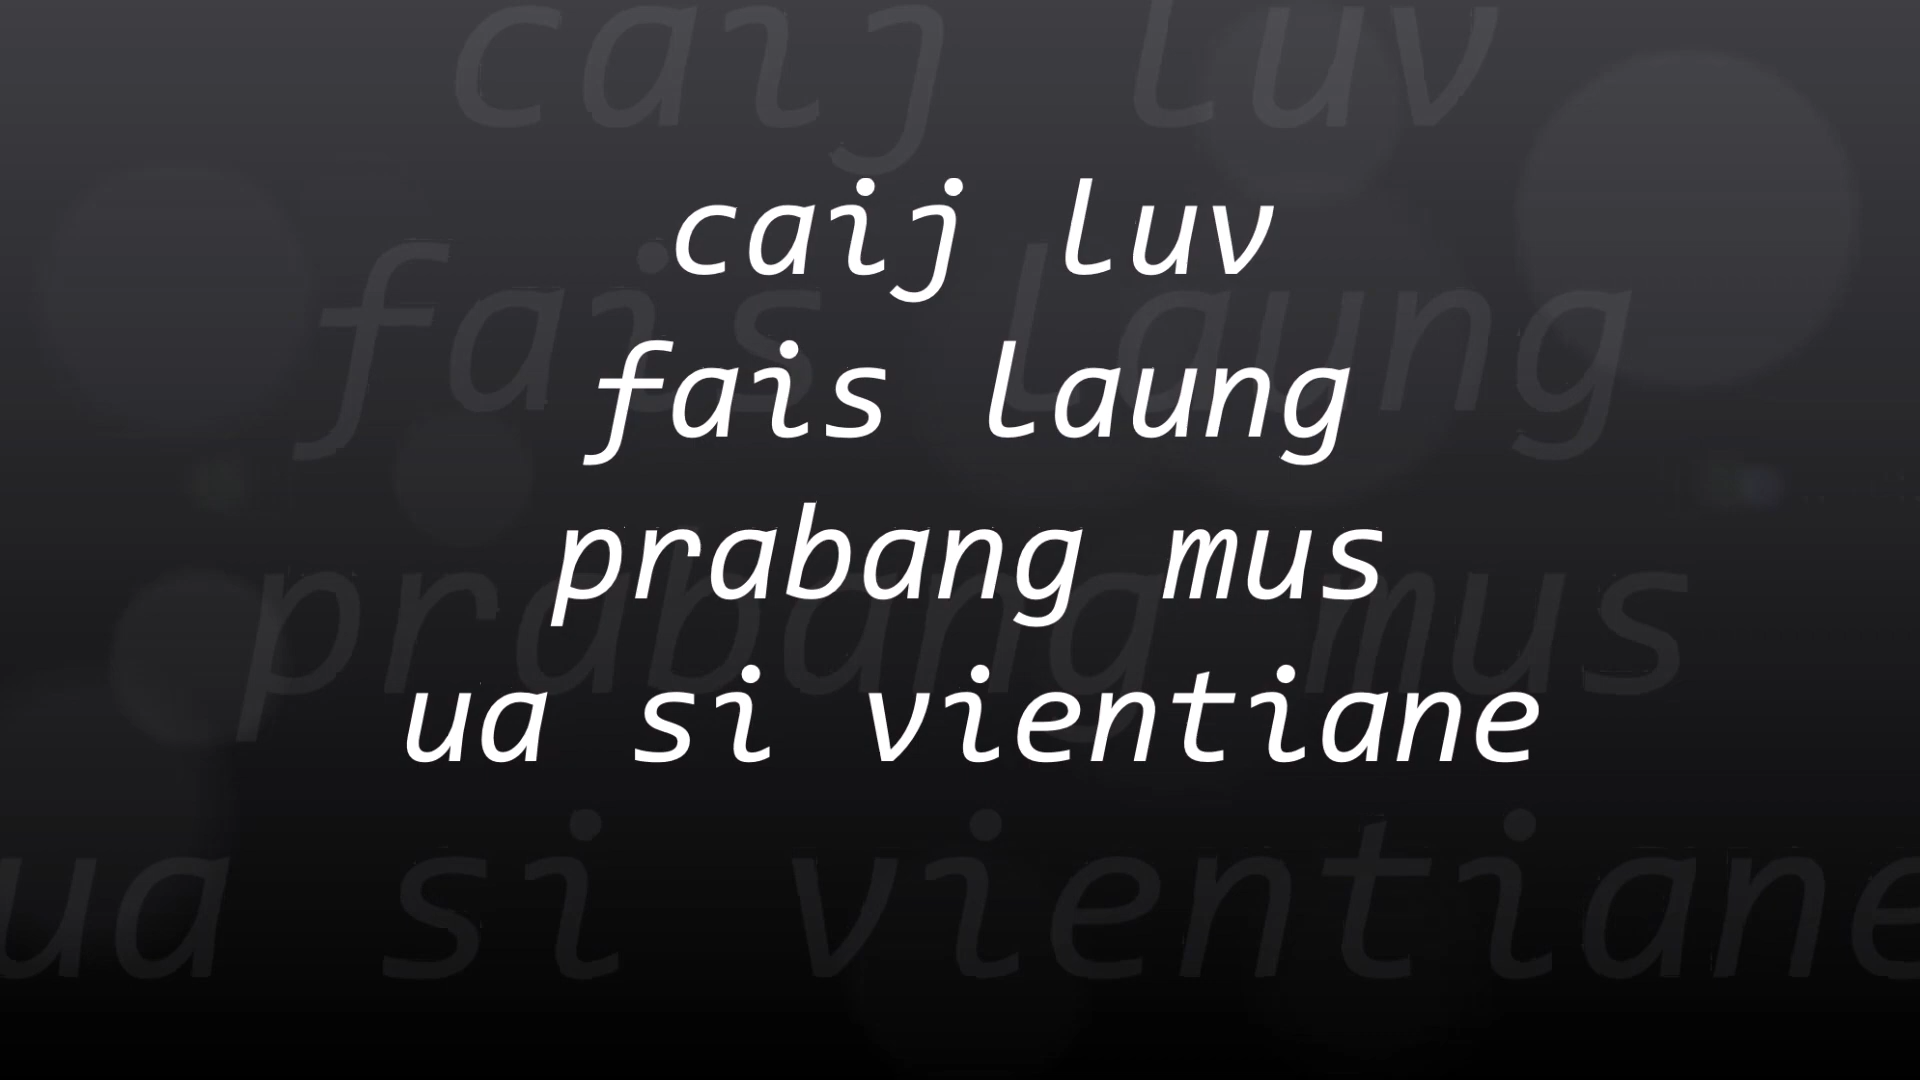 caij luv
fais laung
prabang mus
ua si vientiane